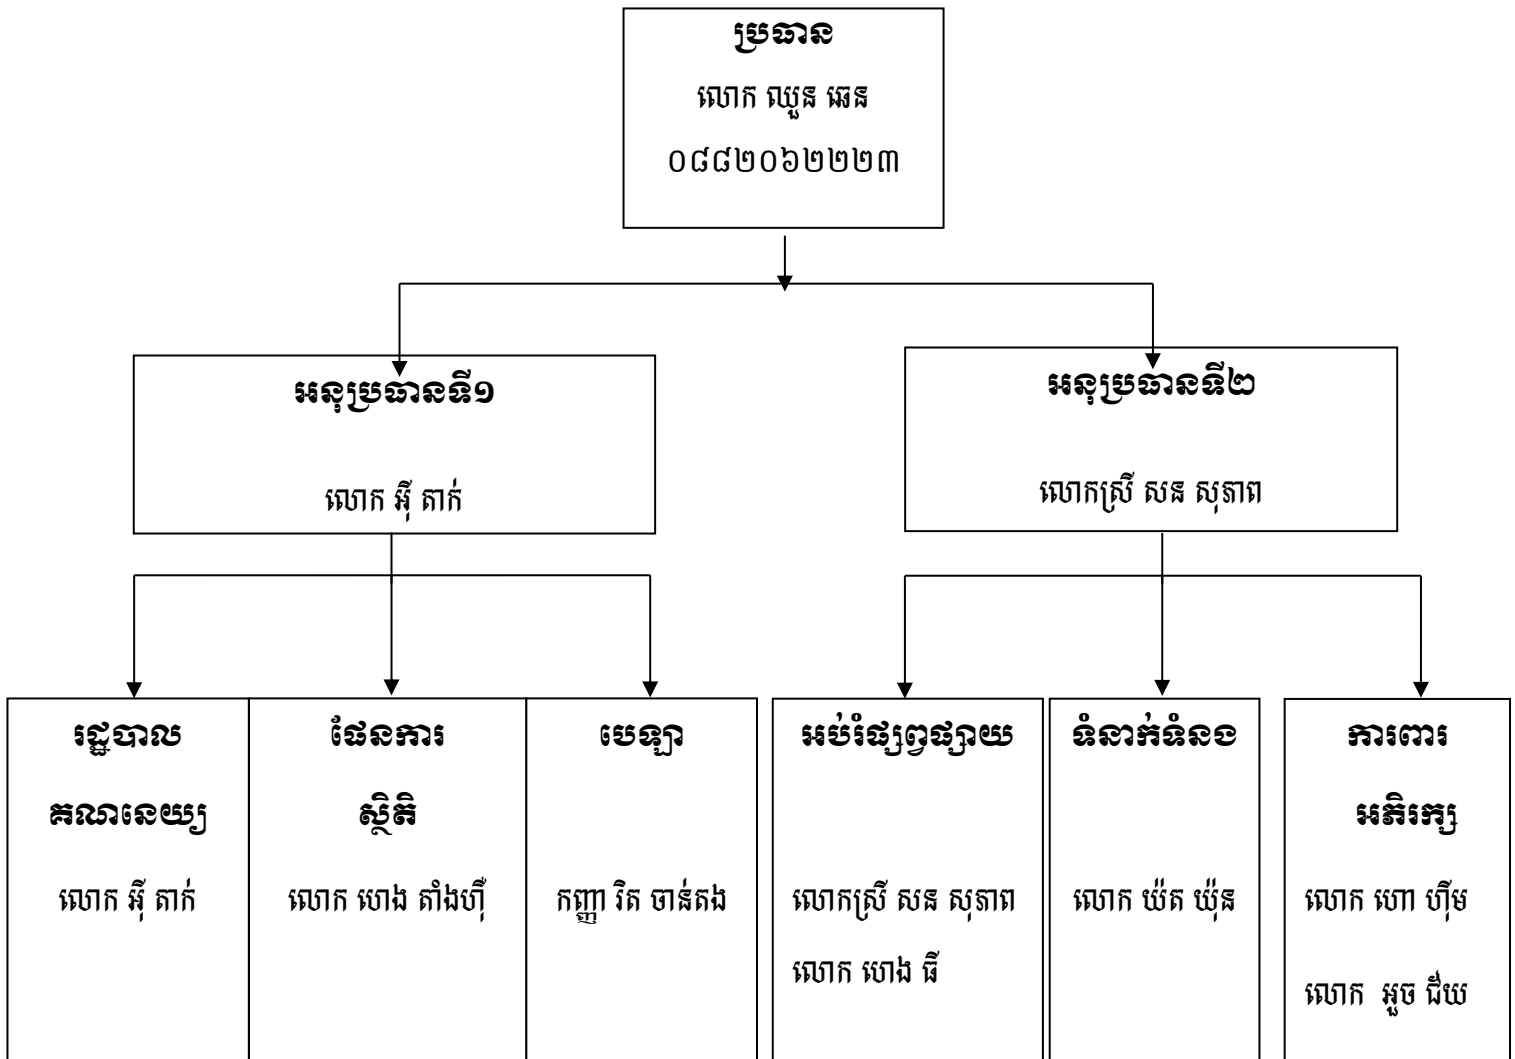 ប្រធាន
លោក ឈួន ឆេន
០៨៨២០៦២២២៣
អនុប្រធានទី១
លោក អ៊ី តាក់
អនុប្រធានទី២
លោកស្រី សន សុភាព
រដ្ឋបាល
គណនេយ្យ
លោក អ៊ី តាក់
ផែនការ
ស្ថិតិ
លោក ហេង តាំងហ៊ឺ
បេឡា
កញ្ញា រិត ចាន់តង
អប់រំផ្សព្វផ្សាយ
លោកស្រី សន សុភាព
លោក ហេង ធី
ទំនាក់ទំនង
លោក យ៉ត យ៉ុន
ការពារ
អភិរក្ស
លោក ហោ ហ៊ីម
លោក អួច ជ័យ